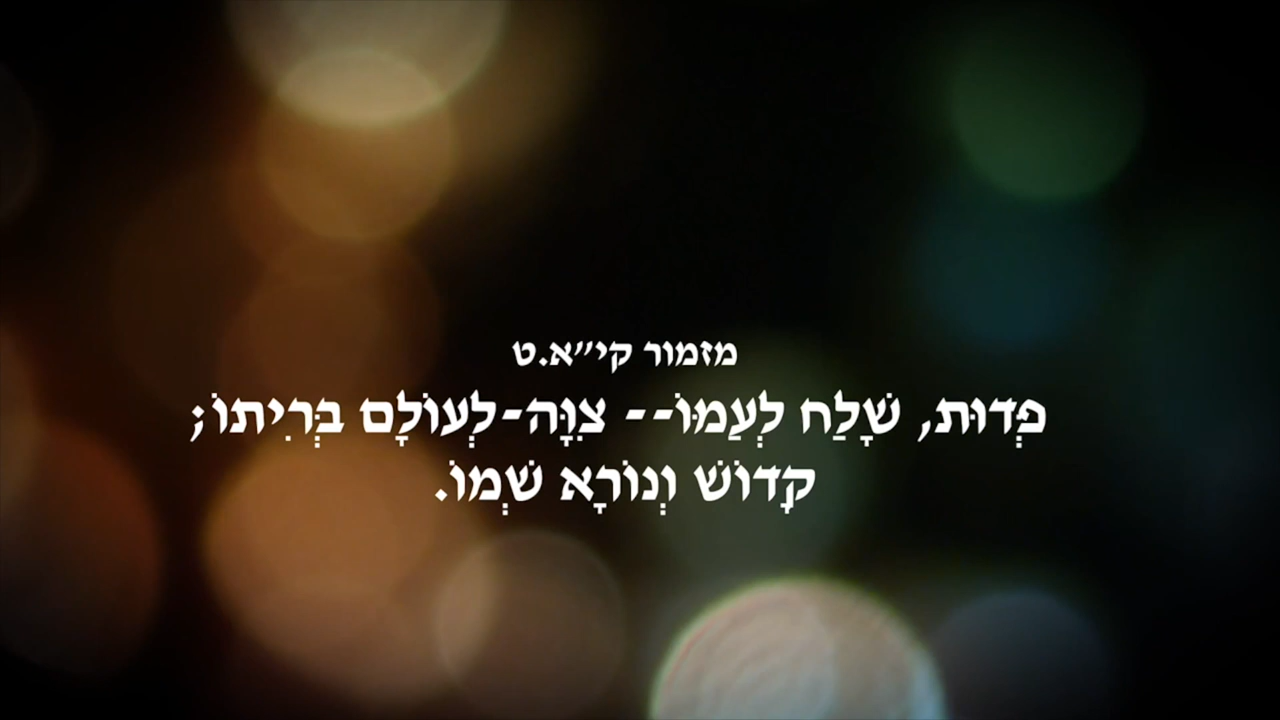 מזמור קי״א.ט
פְּדוּת, שָׁלַח לְעַמּוֹ-- צִוָּה-לְעוֹלָם בְּרִיתוֹ;
קָדוֹשׁ וְנוֹרָא שְׁמוֹ.